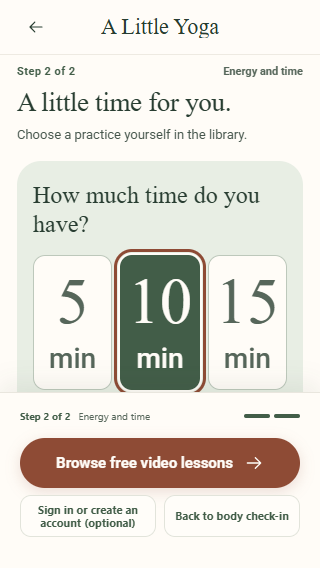 A Little Yoga
Step 2 of 2
Energy and time
A little time for you.
Choose a practice yourself in the library.
How much time do you
have?
5
min
10
min
15
min
Step 2 of 2
Energy and time
Browse free video lessons
Sign in or create an
account (optional)
Back to body check-in